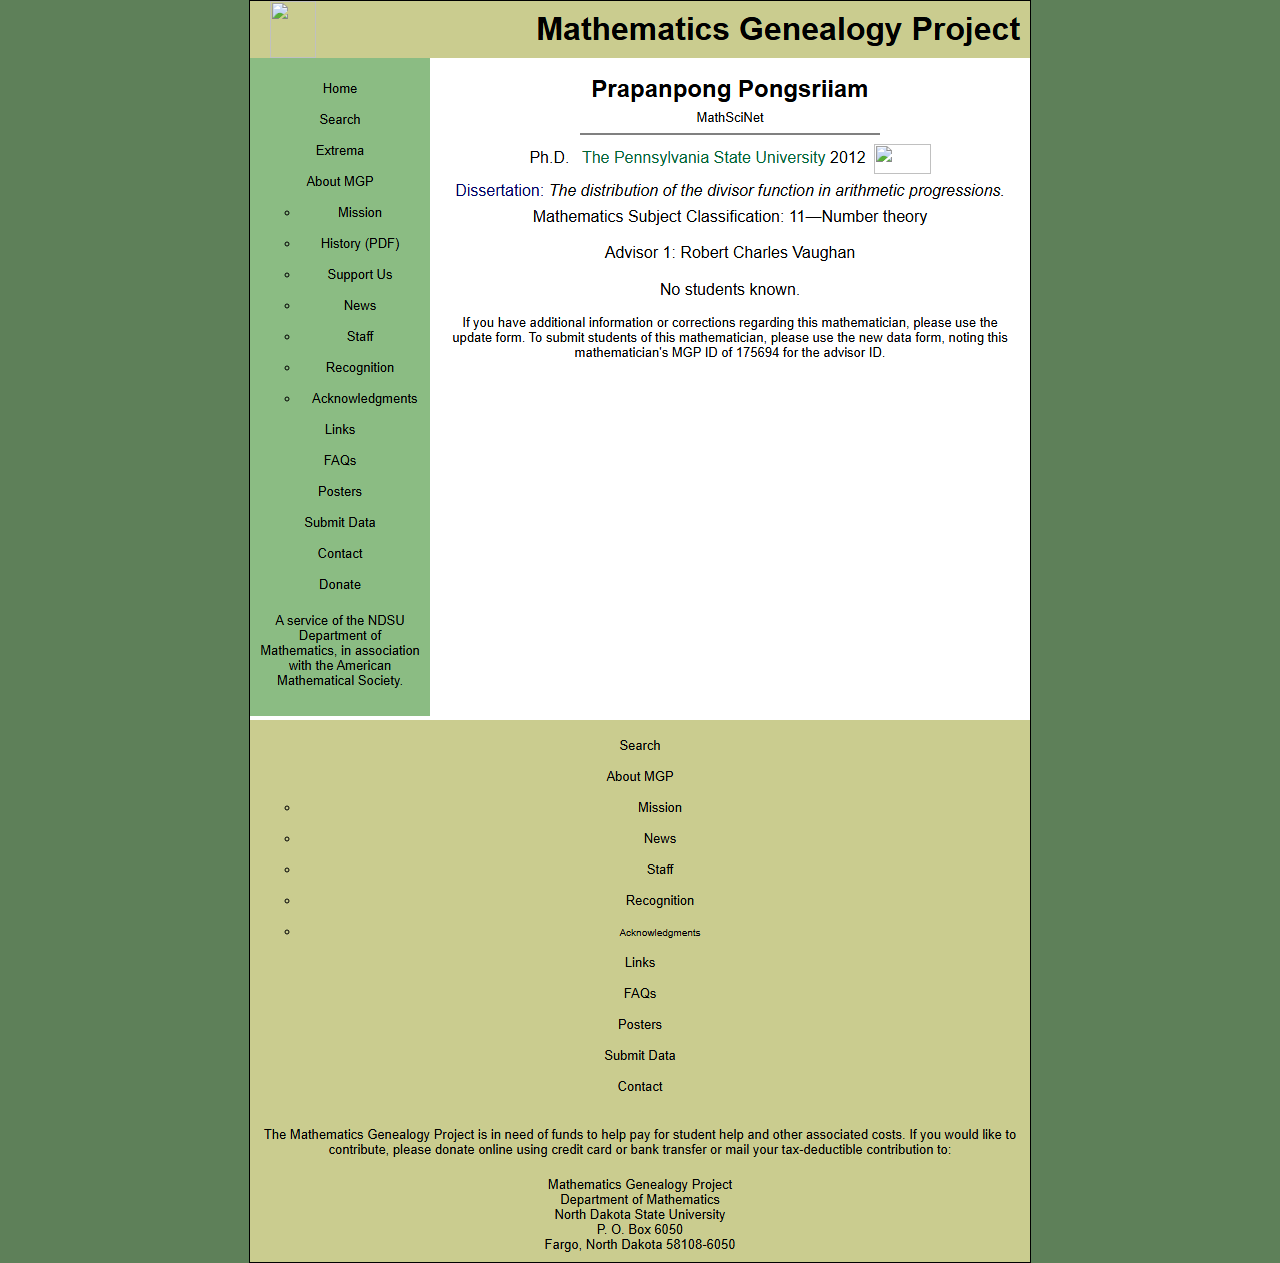 Mathematics Genealogy Project
Home
Search
Extrema
About MGP
Mission
History (PDF)
Support Us
News
Staff
Recognition
Acknowledgments
Links
FAQs
Posters
Submit Data
Contact
Donate
A service of the NDSU
Department of
Mathematics, in association
with the American
Mathematical Society.
Prapanpong Pongsriiam
MathSciNet
Ph.D. The Pennsylvania State University 2012
Dissertation: The distribution of the divisor function in arithmetic progressions.
Mathematics Subject Classification: 11—Number theory
Advisor 1: Robert Charles Vaughan
No students known.
If you have additional information or corrections regarding this mathematician, please use the
update form. To submit students of this mathematician, please use the new data form, noting this
mathematician's MGP ID of 175694 for the advisor ID.
Search
About MGP
Mission
News
Staff
Recognition
Acknowledgments
Links
FAQs
Posters
Submit Data
Contact
The Mathematics Genealogy Project is in need of funds to help pay for student help and other associated costs. If you would like to
contribute, please donate online using credit card or bank transfer or mail your tax-deductible contribution to:
Mathematics Genealogy Project
Department of Mathematics
North Dakota State University
P. O. Box 6050
Fargo, North Dakota 58108-6050